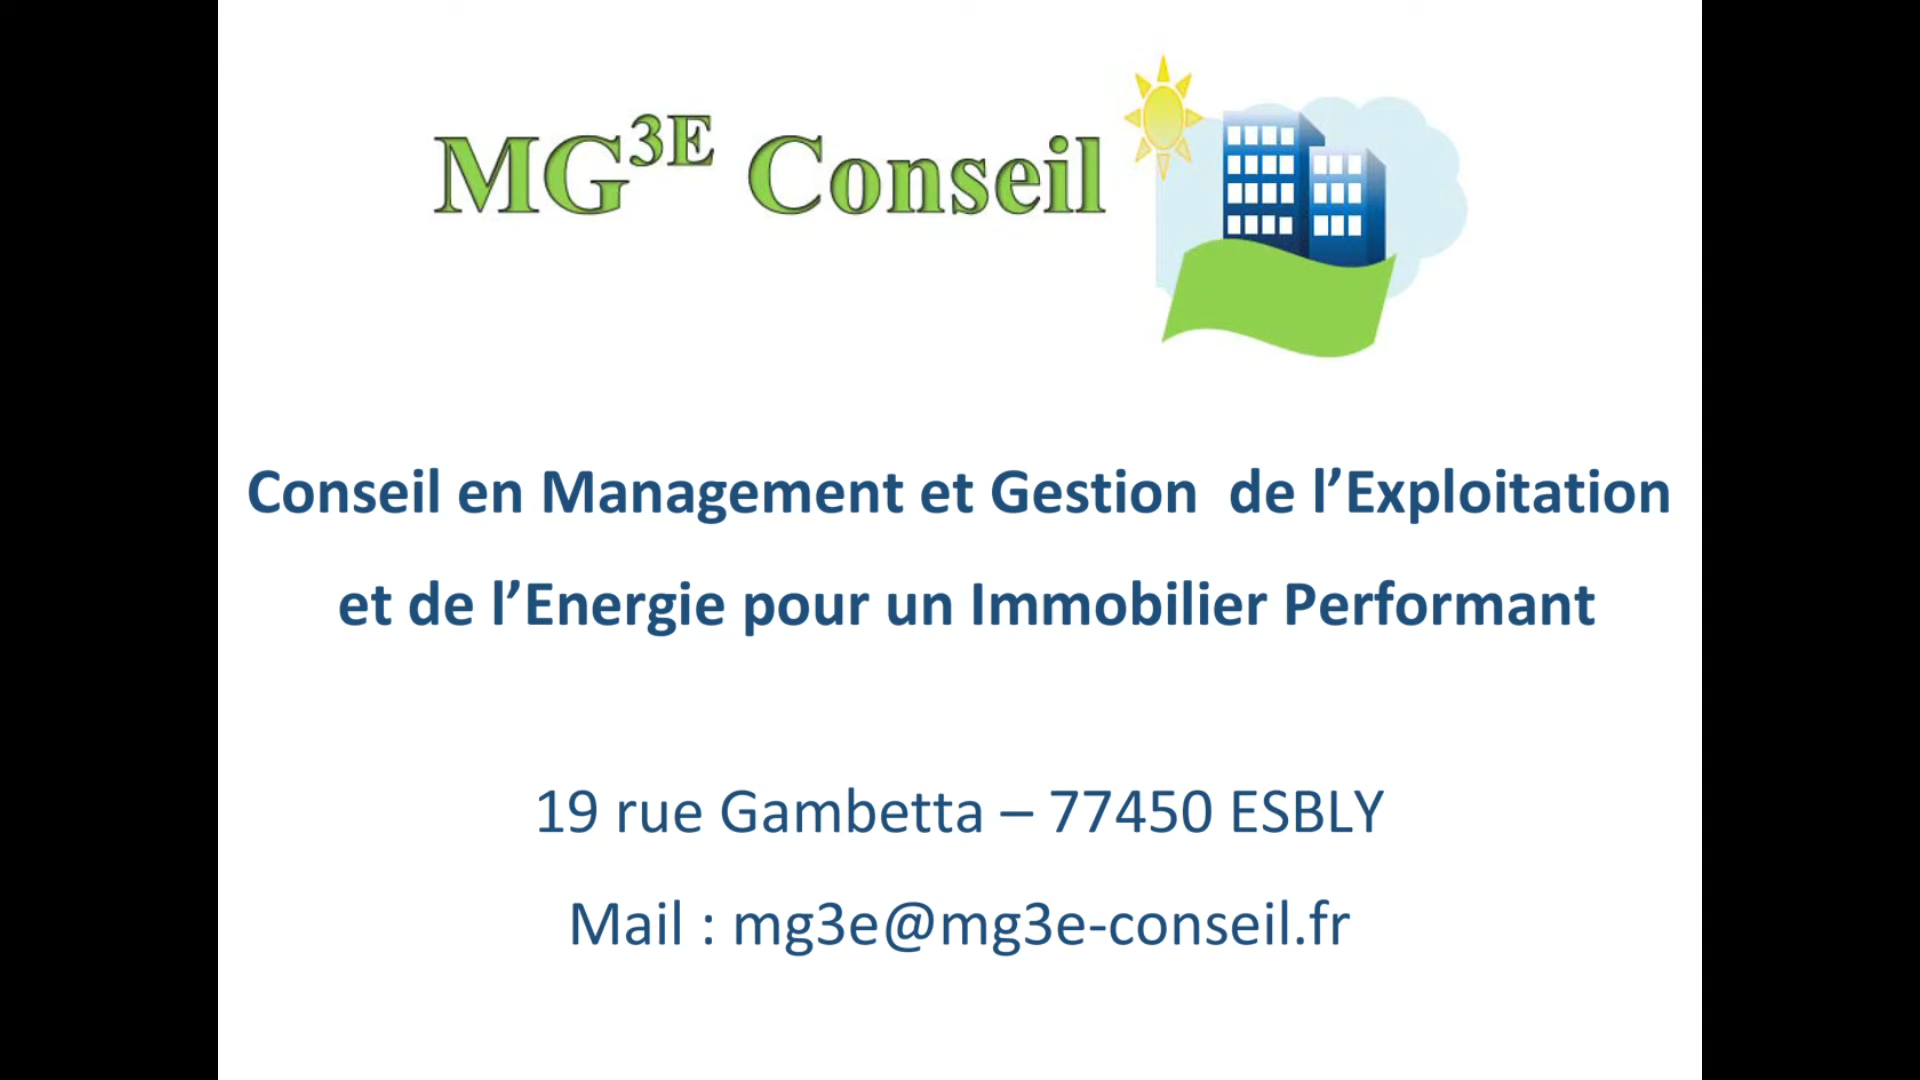 MG3E Conseil
Conseil en Management et Gestion  de l’Exploitation
et de l’Energie pour un Immobilier Performant
19 rue Gambetta – 77450 ESBLY
Mail : mg3e@mg3e-conseil.fr